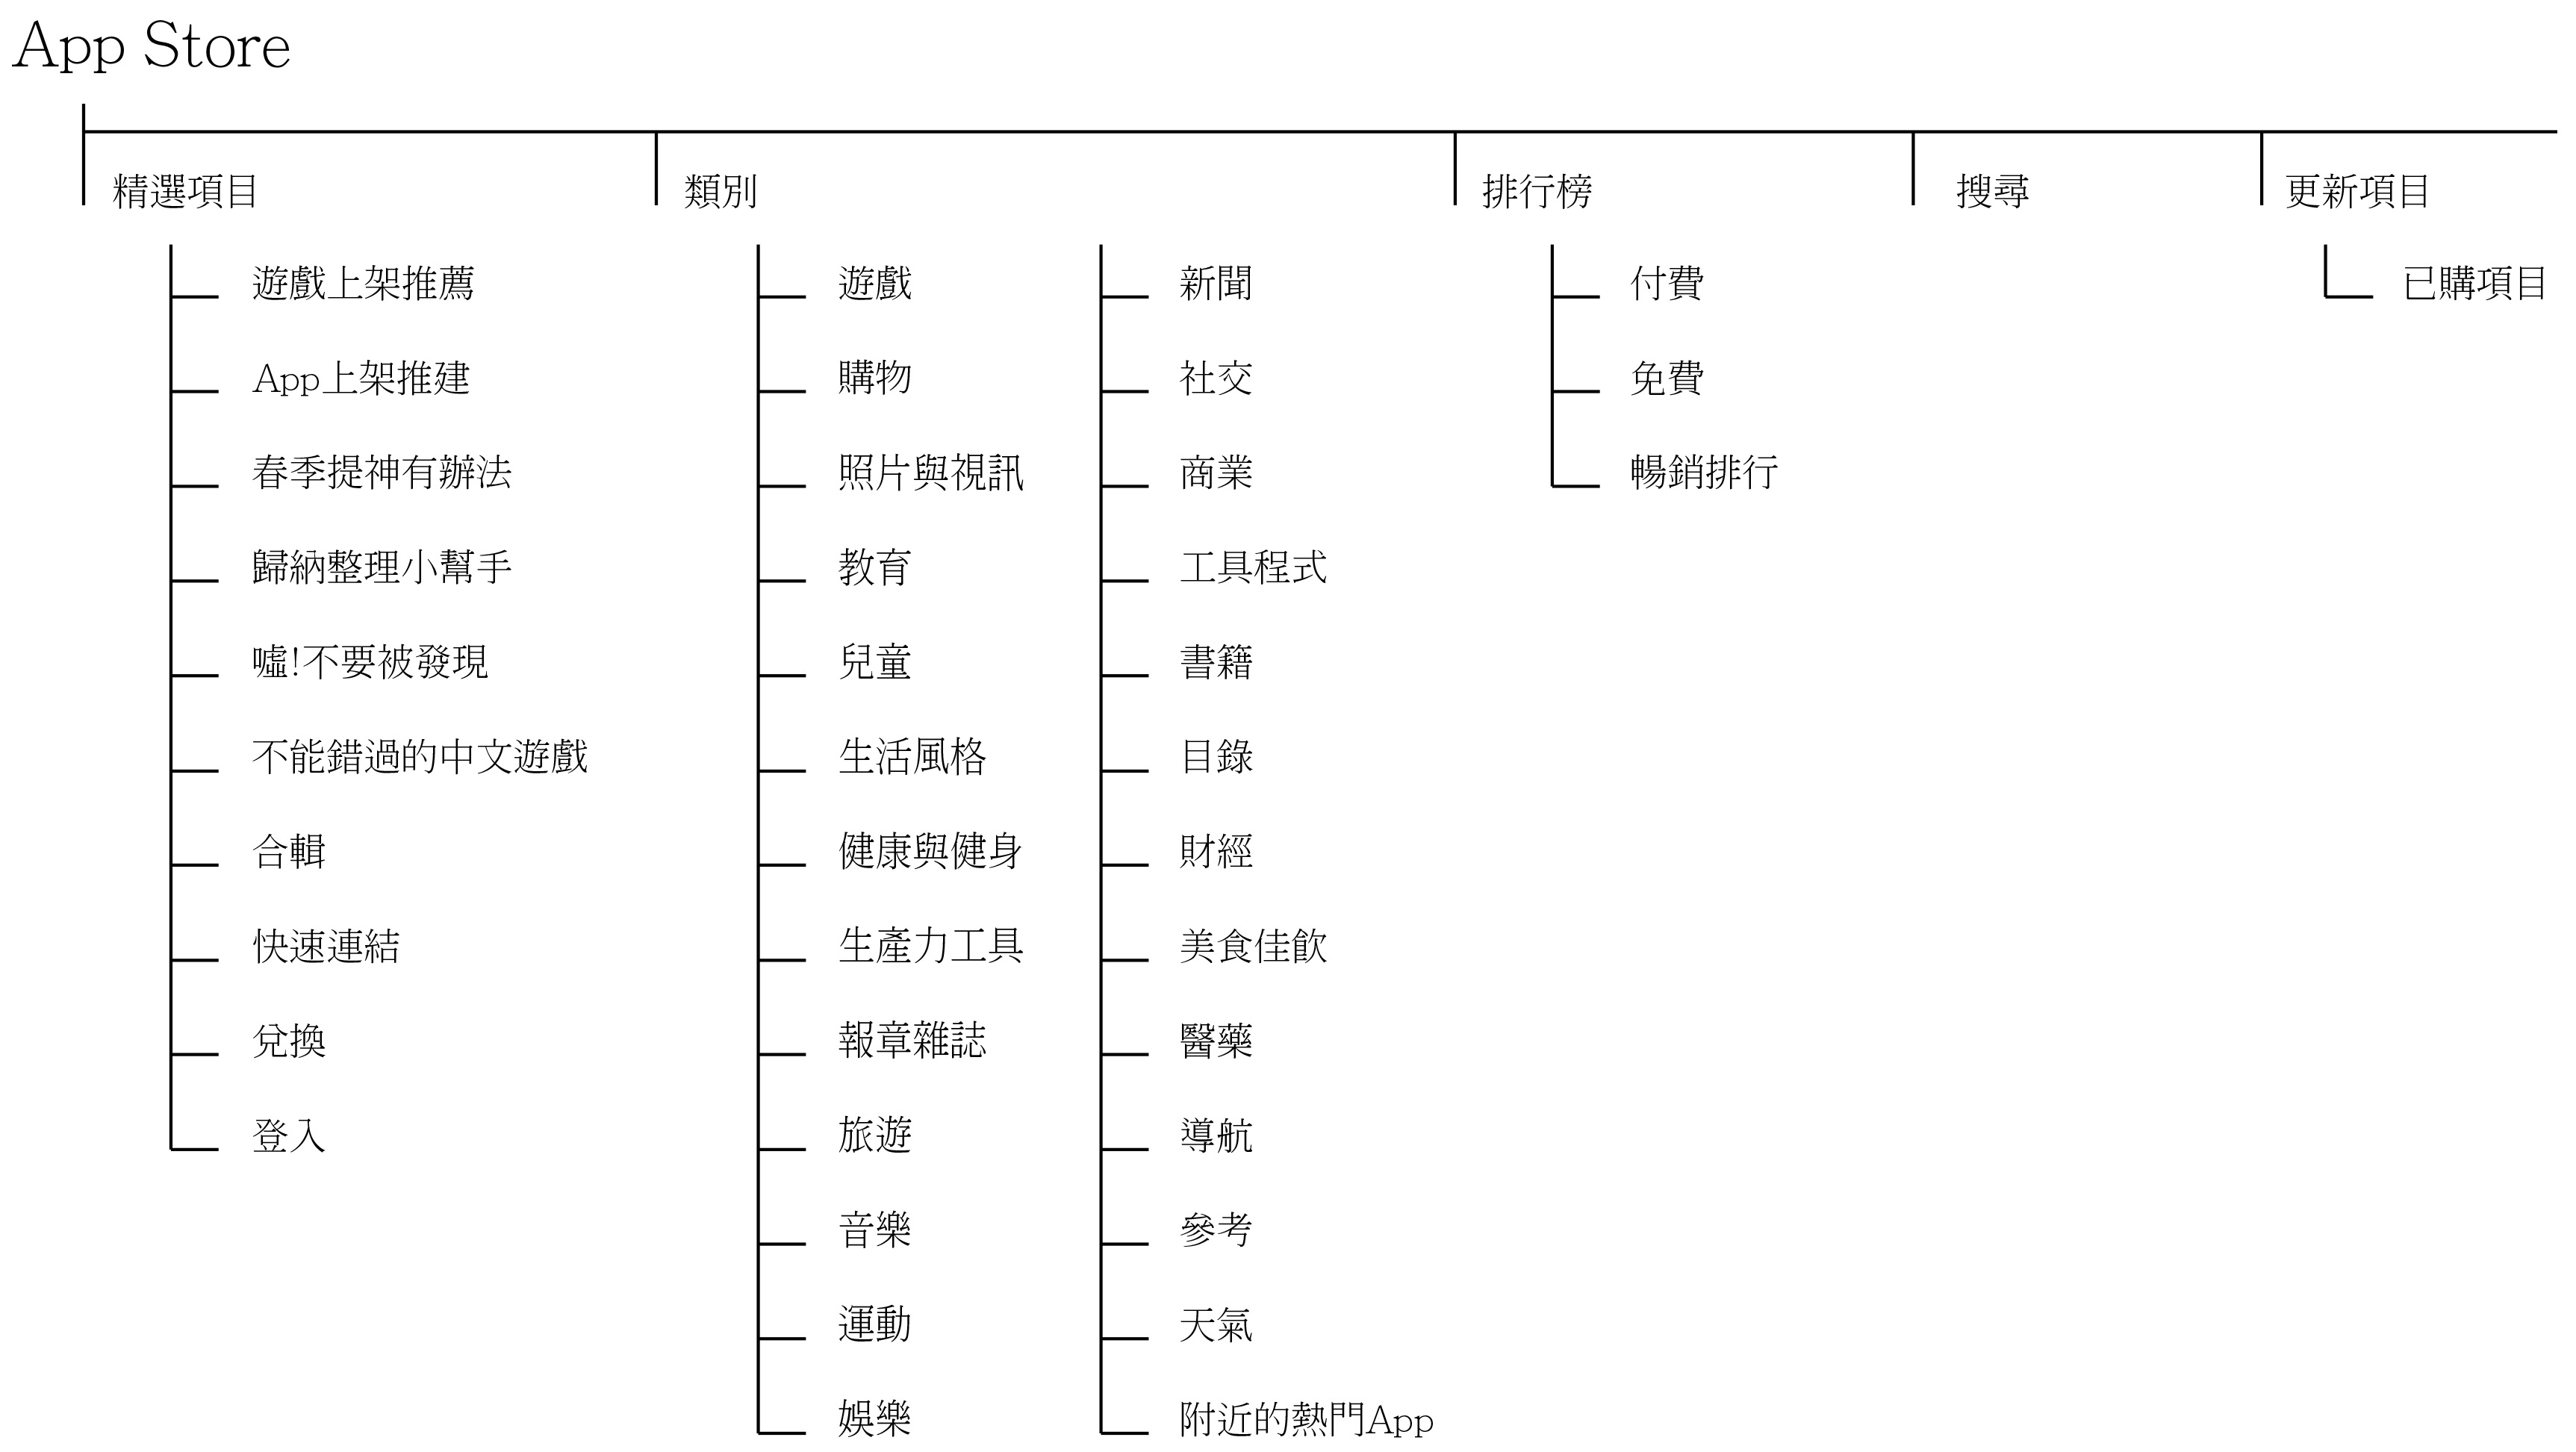 App Store
精選項目
遊戲上架推薦
App上架推建
春季提神有辦法
歸納整理小幫手
噓!不要被發現
不能錯過的中文遊戲
合輯
快速連結
兌換
登入
類別
遊戲
購物
照片與視訊
教育
兒童
生活風格
健康與健身
生產力工具
報章雜誌
旅遊
音樂
運動
娛樂
新聞
社交
商業
工具程式
書籍
目錄
財經
美食佳飲
醫藥
導航
參考
天氣
附近的熱門App
排行榜
付費
免費
暢銷排行
搜尋
更新項目
已購項目